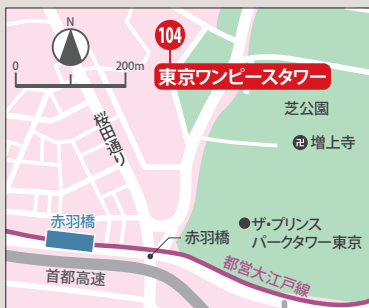 N
0 200m
104
東京ワンピースタワー
芝公園
桜田通り
卍増上寺
赤羽橋
●ザ・プリンス
パークタワー東京
赤羽橋
首都高速
都営大江戸線